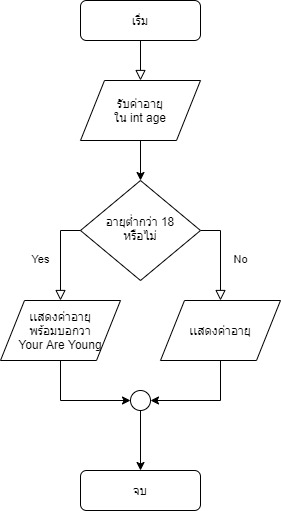 เริ่ม
รับค่าอายุ
ใน int age
อายุต่ำกว่า 18
หรือไม่
Yes
No
แสดงค่าอายุ
พร้อมบอกวา
Your Are Young
แสดงค่าอายุ
จบ